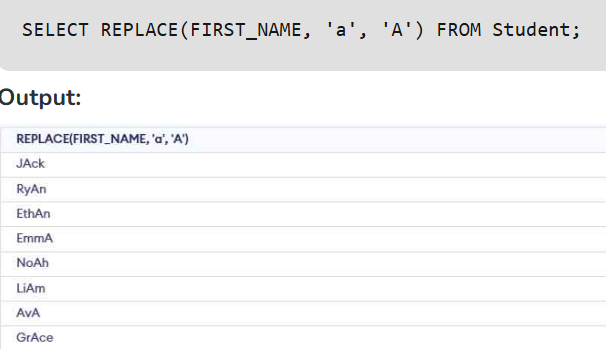 SELECT REPLACE(FIRST_NAME, 'a', 'A') FROM Student;
Output:
REPLACE(FIRST_NAME, 'a', 'A')
JAck
RyAn
EthAn
EmmA
NoAh
LiAm
AvA
GrAce